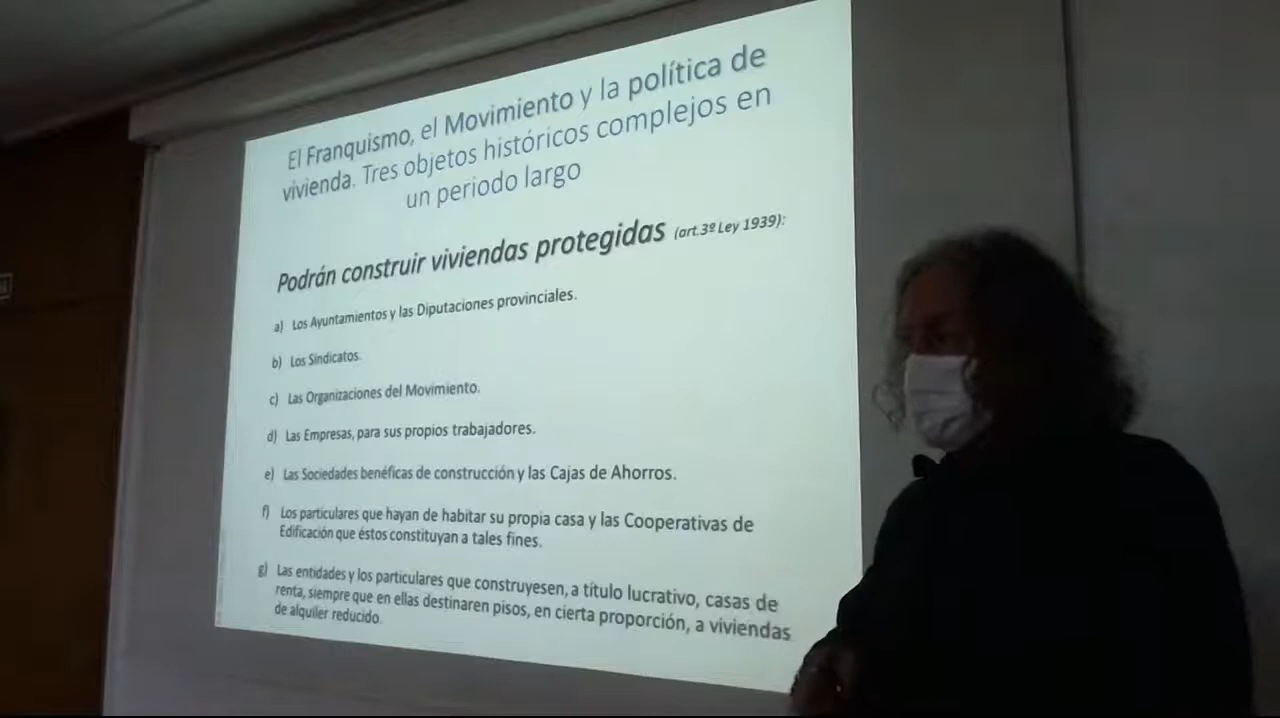 El Franquismo, el Movimiento y la política de
vivienda. Tres objetos históricos complejos en
un periodo largo
Podrán construir viviendas protegidas (art.3º Ley 1939):
a) Los Ayuntamientos y las Diputaciones provinciales.
b) Los Sindicatos.
c) Las Organizaciones del Movimiento.
d) Las Empresas, para sus propios trabajadores.
e) Las Sociedades benéficas de construcción y las Cajas de Ahorros.
f) Los particulares que hayan de habitar su propia casa y las Cooperativas de
Edificación que éstos constituyan a tales fines.
g) Las entidades y los particulares que construyesen, a título lucrativo, casas de
renta, siempre que en ellas destinaren pisos, en cierta proporción, a viviendas
de alquiler reducido.